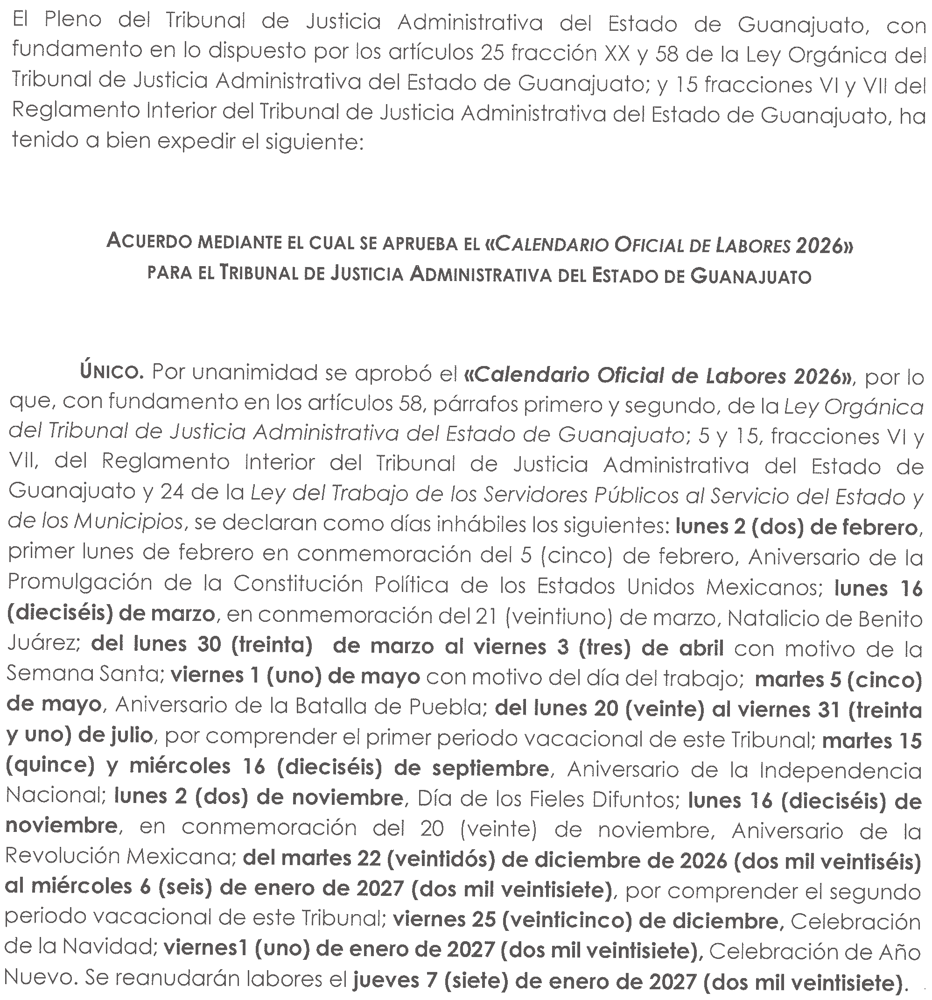 El Pleno del Tribunal de Justicia Administrativa del Estado de Guanajuato, con
fundamento en lo dispuesto por los artículos 25 fracción XX y 58 de la Ley Orgánica del
Tribunal de Justicia Administrativa del Estado de Guanajuato; y 15 fracciones VI y VII del
Reglamento Interior del Tribunal de Justicia Administrativa del Estado de Guanajuato, ha
tenido a bien expedir el siguiente:
ACUERDO MEDIANTE EL CUAL SE APRUEBA EL «CALENDARIO OFICIAL DE LABORES 2026»
PARA EL TRIBUNAL DE JUSTICIA ADMINISTRATIVA DEL ESTADO DE GUANAJUATO
ÚNICO. Por unanimidad se aprobó el «Calendario Oficial de Labores 2026», por lo
que, con fundamento en los artículos 58, párrafos primero y segundo, de la Ley Orgánica
del Tribunal de Justicia Administrativa del Estado de Guanajuato; 5 y 15, fracciones VI y
VII, del Reglamento Interior del Tribunal de Justicia Administrativa del Estado de
Guanajuato y 24 de la Ley del Trabajo de los Servidores Públicos al Servicio del Estado y
de los Municipios, se declaran como días inhábiles los siguientes: lunes 2 (dos) de febrero,
primer lunes de febrero en conmemoración del 5 (cinco) de febrero, Aniversario de la
Promulgación de la Constitución Política de los Estados Unidos Mexicanos; lunes 16
(dieciséis) de marzo, en conmemoración del 21 (veintiuno) de marzo, Natalicio de Benito
Juárez; del lunes 30 (treinta) de marzo al viernes 3 (tres) de abril con motivo de la
Semana Santa; viernes 1 (uno) de mayo con motivo del día del trabajo; martes 5 (cinco)
de mayo, Aniversario de la Batalla de Puebla; del lunes 20 (veinte) al viernes 31 (treinta
y uno) de julio, por comprender el primer periodo vacacional de este Tribunal; martes 15
(quince) y miércoles 16 (dieciséis) de septiembre, Aniversario de la Independencia
Nacional; lunes 2 (dos) de noviembre, Día de los Fieles Difuntos; lunes 16 (dieciséis) de
noviembre, en conmemoración del 20 (veinte) de noviembre, Aniversario de la
Revolución Mexicana; del martes 22 (veintidós) de diciembre de 2026 (dos mil veintiséis)
al miércoles 6 (seis) de enero de 2027 (dos mil veintisiete), por comprender el segundo
periodo vacacional de este Tribunal; viernes 25 (veinticinco) de diciembre, Celebración
de la Navidad; viernes1 (uno) de enero de 2027 (dos mil veintisiete), Celebración de Año
Nuevo. Se reanudarán labores el jueves 7 (siete) de enero de 2027 (dos mil veintisiete).